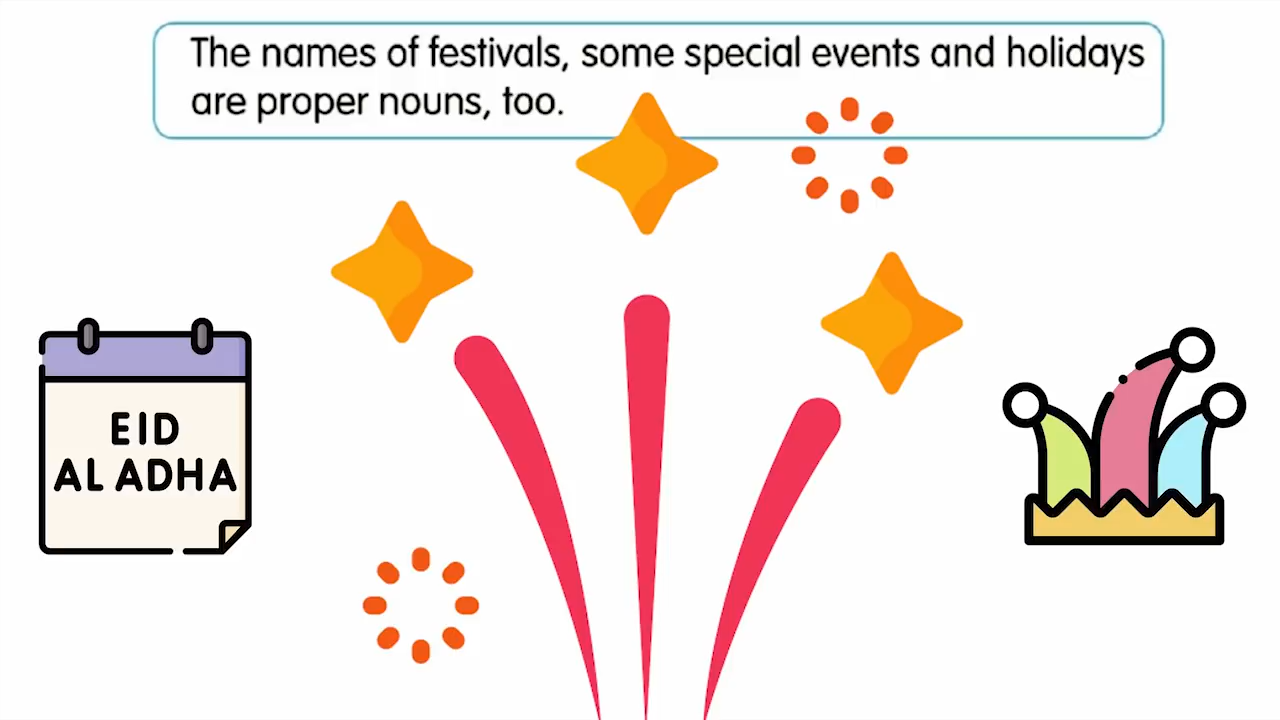 The names of festivals, some special events and holidays
are proper nouns, too.
EID
AL ADHA